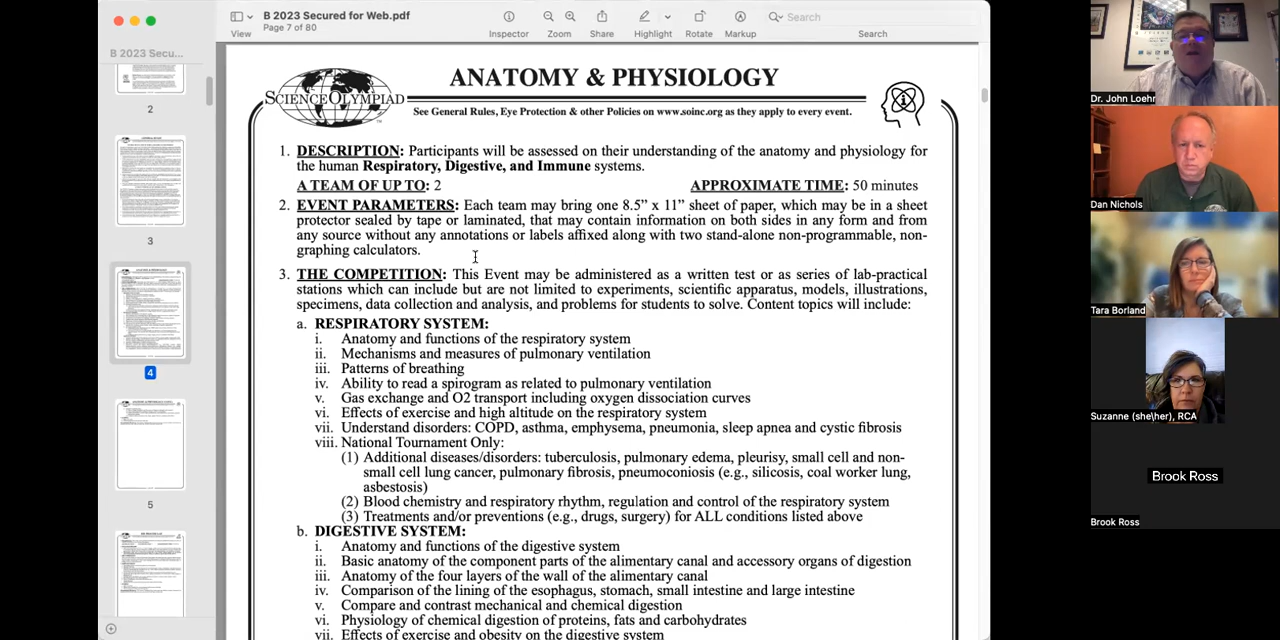 B 2023 Secured for Web.pdf
Page 7 of 80
View
Inspector
Zoom
Share
Highlight
Rotate
Markup
Search
Search
B 2023 Secu...
2
3
4
5
SCIENCE OLYMPIAD
ANATOMY & PHYSIOLOGY
See General Rules, Eye Protection & other Policies on www.soinc.org as they apply to every event.
1. DESCRIPTION: Participants will be assessed on their understanding of the anatomy and physiology for
the human Respiratory, Digestive, and Immune systems.
A TEAM OF UP TO: 2 APPROXIMATE TIME: 50 minutes
2. EVENT PARAMETERS: Each team may bring one 8.5” x 11” sheet of paper, which may be in a sheet
protector sealed by tape or laminated, that may contain information on both sides in any form and from
any source without any annotations or labels affixed along with two stand-alone non-programmable, non-
graphing calculators.
3. THE COMPETITION: This Event may be administered as a written test or as series of lab-practical
stations which can include but are not limited to experiments, scientific apparatus, models, illustrations,
specimens, data collection and analysis, and problems for students to solve. Content topics will include:
a. RESPIRATORY SYSTEM:
i. Anatomy and functions of the respiratory system
ii. Mechanisms and measures of pulmonary ventilation
iii. Patterns of breathing
iv. Ability to read a spirogram as related to pulmonary ventilation
v. Gas exchange and O2 transport including oxygen dissociation curves
vi. Effects of exercise and high altitude on the respiratory system
vii. Understand disorders: COPD, asthma, emphysema, pneumonia, sleep apnea and cystic fibrosis
viii. National Tournament Only:
(1) Additional diseases/disorders: tuberculosis, pulmonary edema, pleurisy, small cell and non-
small cell lung cancer, pulmonary fibrosis, pneumoconiosis (e.g., silicosis, coal worker lung,
asbestosis)
(2) Blood chemistry and respiratory rhythm, regulation and control of the respiratory system
(3) Treatments and/or preventions (e.g., drugs, surgery) for ALL conditions listed above
b. DIGESTIVE SYSTEM:
i. Anatomy and functions of the digestive system
ii. Basic anatomy of the component parts of the alimentary canal and accessory organs of digestion
iii. Anatomy of the four layers of the wall of the alimentary canal
iv. Comparison of the lining of the esophagus, stomach, small intestine and large intestine
v. Compare and contrast mechanical and chemical digestion
vi. Physiology of chemical digestion of proteins, fats and carbohydrates
vii. Effects of exercise and obesity on the digestive system
Dr. John Loehr
Dan Nichols
Tara Borland
Suzanne (she\her), RCA
Brook Ross
Brook Ross